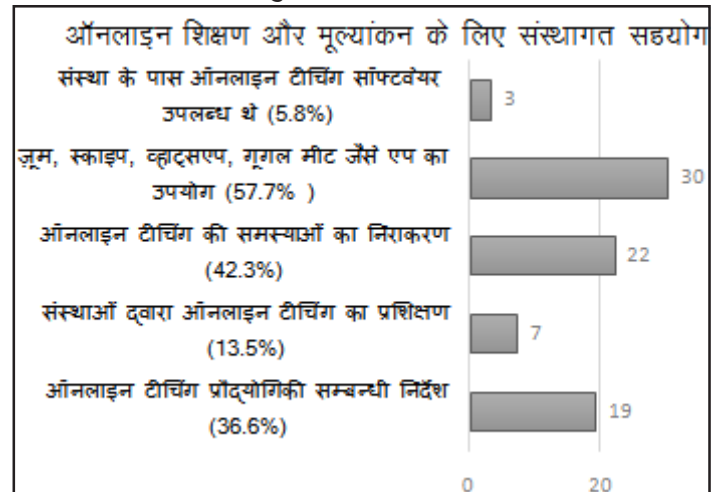 ऑनलाइन शिक्षण और मूल्यांकन के लिए संस्थागत सहयोग
संस्था के पास ऑनलाइन टीचिंग सॉफ्टवेयर
उपलब्ध थे (5.8%)
3
ज़ूम, स्काइप, व्हाट्सएप, गूगल मीट जैसे एप का
उपयोग (57.7% )
30
ऑनलाइन टीचिंग की समस्याओं का निराकरण
(42.3%)
22
संस्थाओं द्वारा ऑनलाइन टीचिंग का प्रशिक्षण
(13.5%)
7
ऑनलाइन टीचिंग प्रौद्योगिकी सम्बन्धी निर्देश
(36.6%)
19
0 20